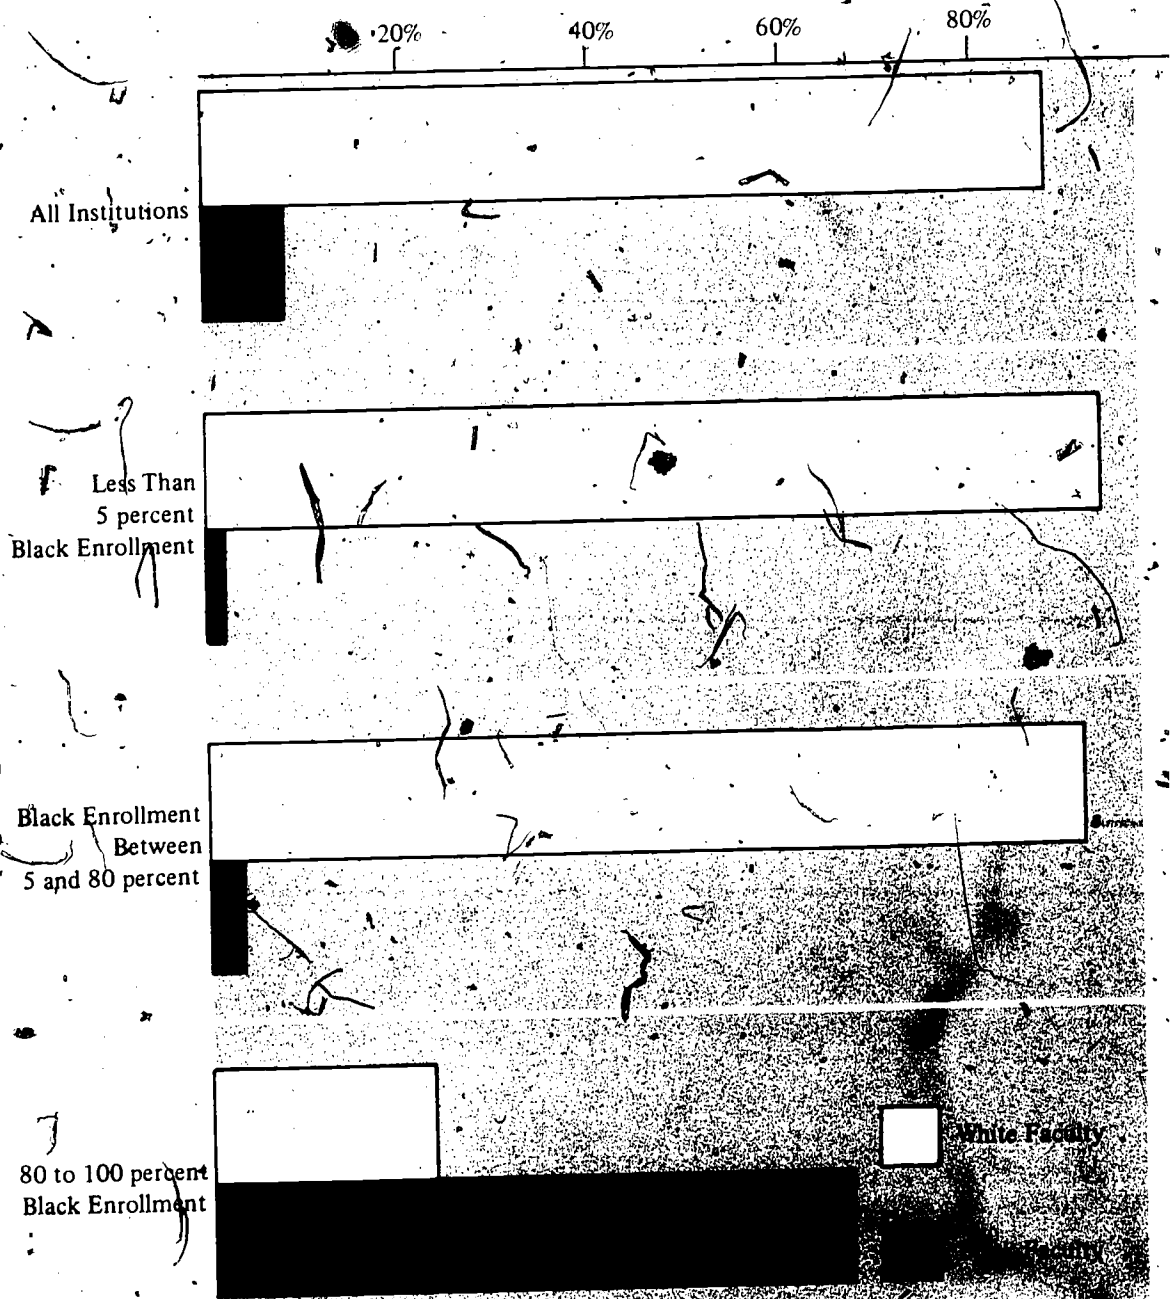 20% 40% 60% 80%
All Institutions
Less Than
5 percent
Black Enrollment
Black Enrollment
Between
5 and 80 percent
White Faculty
80 to 100 percent
Black Enrollment
Faculty